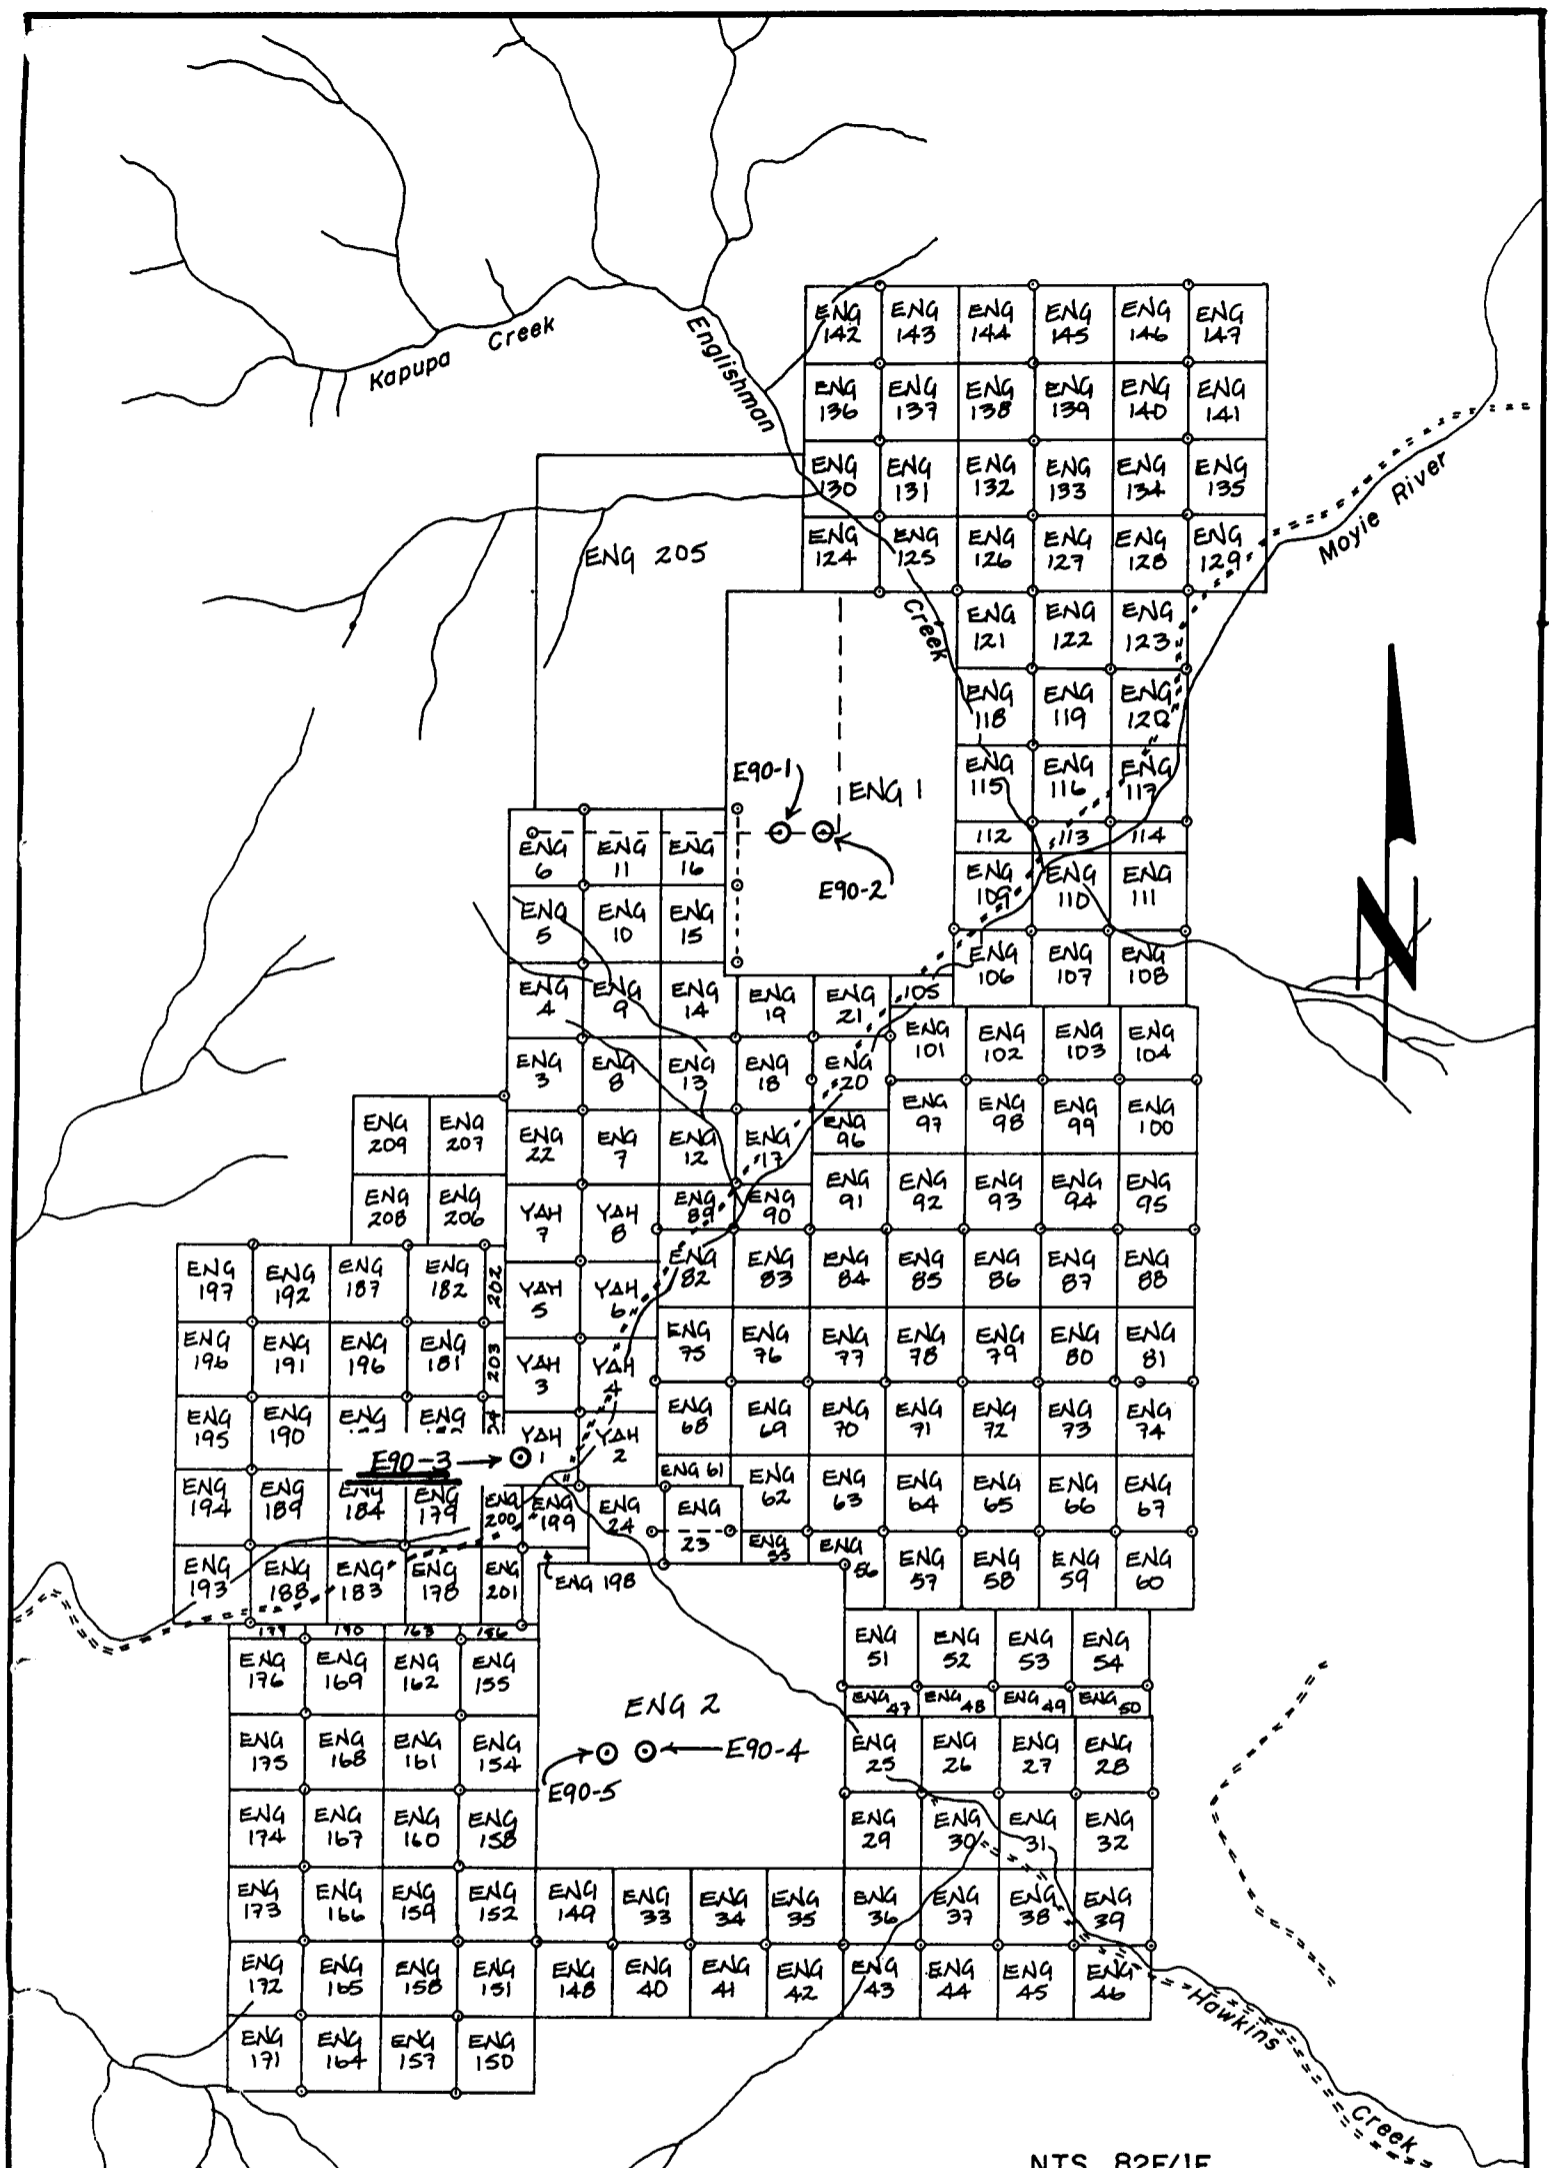 Kapupa Creek
Englishman
Creek
Moyie River
ENG 142
ENG 143
ENG 144
ENG 145
ENG 146
ENG 147
ENG 136
ENG 137
ENG 138
ENG 139
ENG 140
ENG 141
ENG 130
ENG 131
ENG 132
ENG 133
ENG 134
ENG 135
ENG 124
ENG 125
ENG 126
ENG 127
ENG 128
ENG 129
ENG 205
ENG 121
ENG 122
ENG 123
ENG 118
ENG 119
ENG 120
E90-1
ENG 1
E90-2
ENG 115
ENG 116
ENG 117
112
113
114
ENG 109
ENG 110
ENG 111
ENG 106
ENG 107
ENG 108
N
ENG 6
ENG 11
ENG 16
ENG 5
ENG 10
ENG 15
ENG 4
ENG 9
ENG 14
ENG 19
ENG 21
105
ENG 101
ENG 102
ENG 103
ENG 104
ENG 3
ENG 8
ENG 13
ENG 18
ENG 20
ENG 97
ENG 98
ENG 99
ENG 100
ENG 209
ENG 207
ENG 22
ENG 7
ENG 12
ENG 17
ENG 96
ENG 208
ENG 206
YAH 7
YAH 8
ENG 89
ENG 90
ENG 91
ENG 92
ENG 93
ENG 94
ENG 95
ENG 197
ENG 192
ENG 187
ENG 182
202
YAH 5
YAH 6
ENG 82
ENG 83
ENG 84
ENG 85
ENG 86
ENG 87
ENG 88
ENG 196
ENG 191
ENG 196
ENG 181
203
YAH 3
YAH 4
ENG 75
ENG 76
ENG 77
ENG 78
ENG 79
ENG 80
ENG 81
ENG 195
ENG 190
ENG
ENG
YAH 1
YAH 2
ENG 68
ENG 69
ENG 70
ENG 71
ENG 72
ENG 73
ENG 74
E90-3
ENG 61
ENG 62
ENG 63
ENG 64
ENG 65
ENG 66
ENG 67
ENG 194
ENG 189
ENG 184
ENG 179
ENG 200
ENG 199
ENG 24
ENG 23
ENG 55
ENG 56
ENG 57
ENG 58
ENG 59
ENG 60
ENG 193
ENG 188
ENG 183
ENG 178
ENG 201
ENG 198
163
156
ENG 51
ENG 52
ENG 53
ENG 54
ENG 176
ENG 169
ENG 162
ENG 155
ENG 2
ENG 47
ENG 48
ENG 49
ENG 50
ENG 175
ENG 168
ENG 161
ENG 154
E90-4
E90-5
ENG 25
ENG 26
ENG 27
ENG 28
ENG 174
ENG 167
ENG 160
ENG 158
ENG 29
ENG 30
ENG 31
ENG 32
ENG 173
ENG 166
ENG 159
ENG 152
ENG 149
ENG 33
ENG 34
ENG 35
ENG 36
ENG 37
ENG 38
ENG 39
ENG 172
ENG 165
ENG 158
ENG 151
ENG 148
ENG 40
ENG 41
ENG 42
ENG 43
ENG 44
ENG 45
ENG 46
ENG 171
ENG 164
ENG 157
ENG 150
Hawkins
Creek